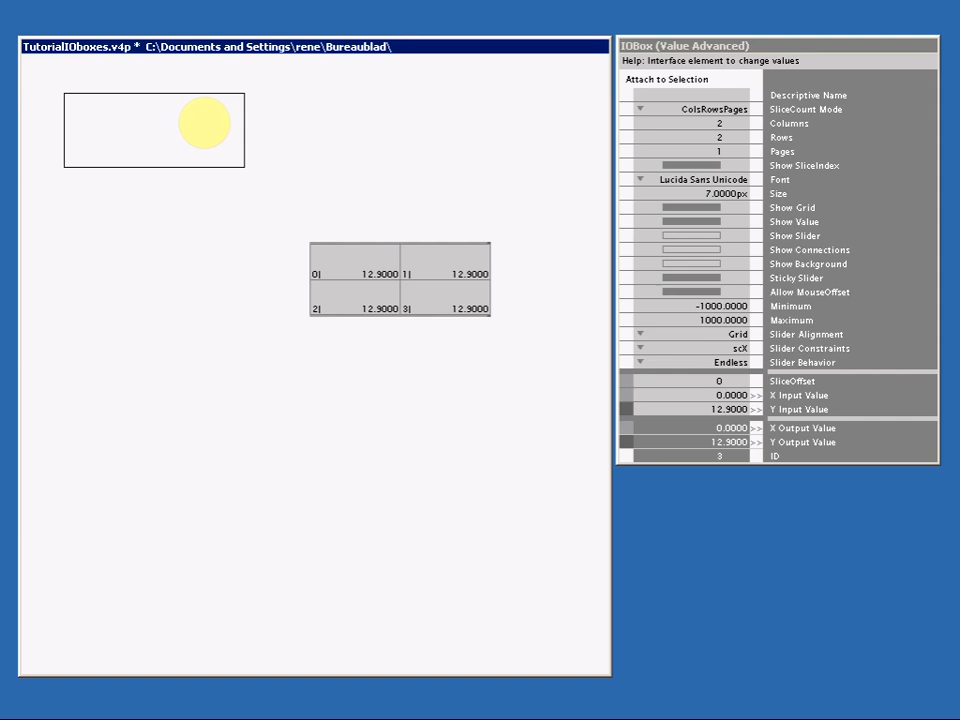 TutorialIOboxes.v4p * C:\Documents and Settings\rene\Bureaublad\
0| 12.9000 1| 12.9000
2| 12.9000 3| 12.9000
IOBox (Value Advanced)
Help: Interface element to change values
Attach to Selection
Descriptive Name
ColsRowsPages SliceCount Mode
2 Columns
2 Rows
1 Pages
Show SliceIndex
Lucida Sans Unicode Font
7.0000px Size
Show Grid
Show Value
Show Slider
Show Connections
Show Background
Sticky Slider
Allow MouseOffset
-1000.0000 Minimum
1000.0000 Maximum
Grid Slider Alignment
scX Slider Constraints
Endless Slider Behavior
0 SliceOffset
0.0000 >> X Input Value
12.9000 >> Y Input Value
0.0000 >> X Output Value
12.9000 >> Y Output Value
3 ID